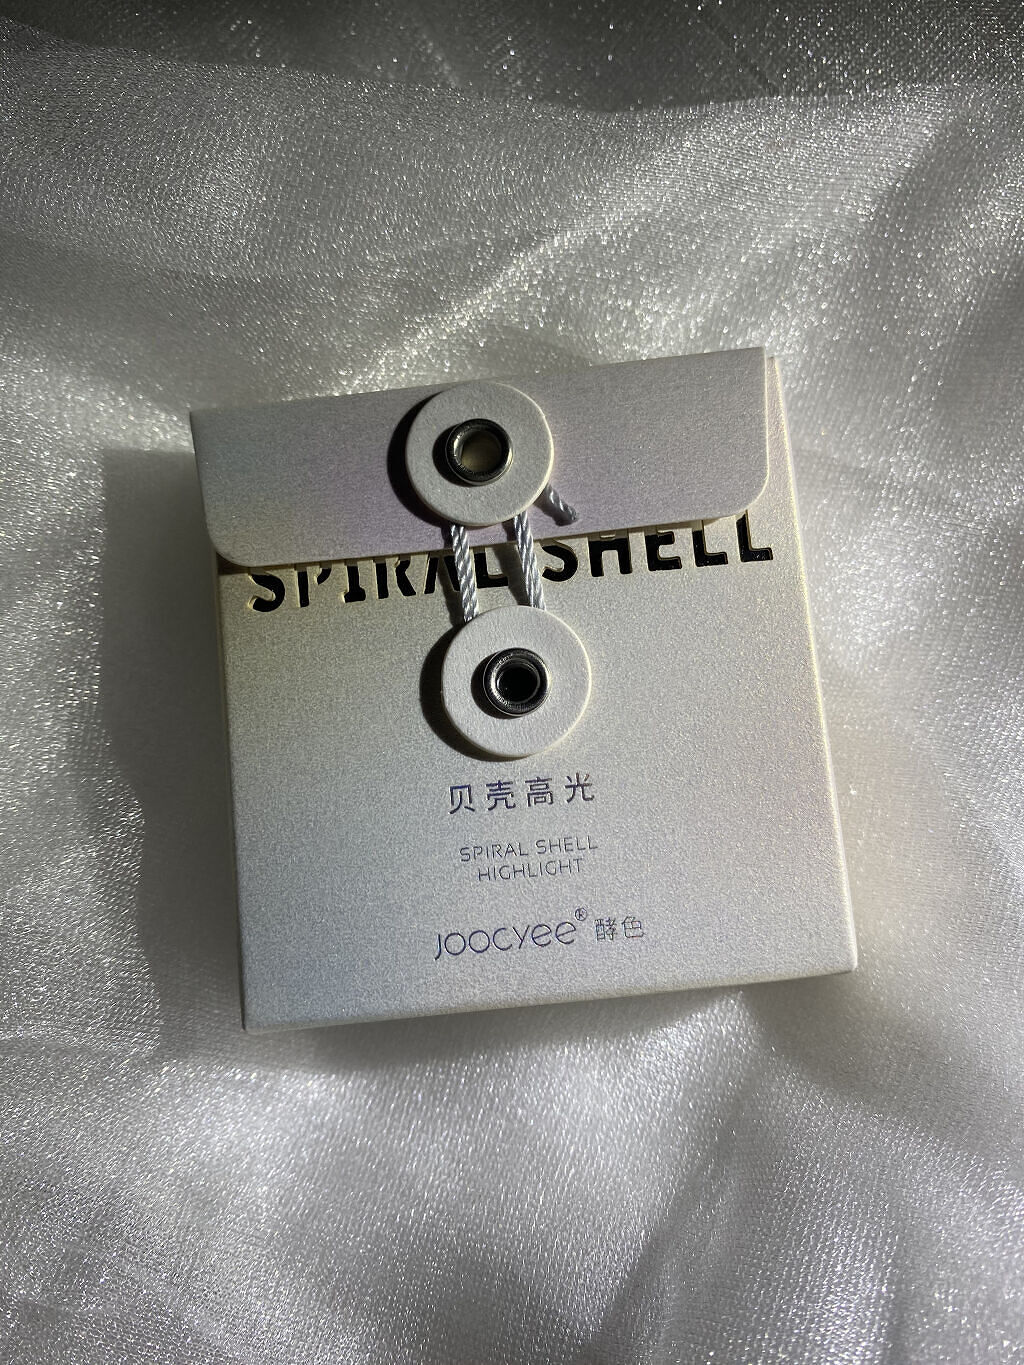 SPIRAL SHELL
贝壳高光
SPIRAL SHELL
HIGHLIGHT
JOOCYEE® 酵色